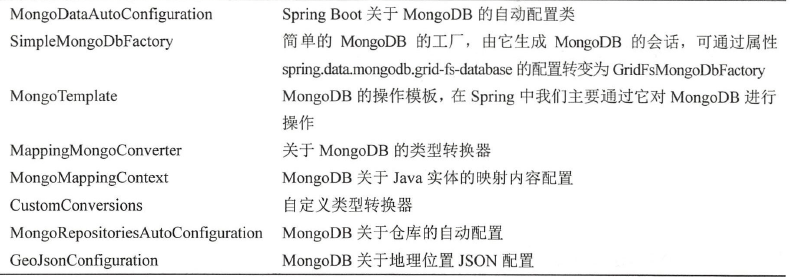 MongoDataAutoConfiguration Spring Boot 关于 MongoDB 的自动配置类
SimpleMongoDbFactory 简单的 MongoDB 的工厂，由它生成 MongoDB 的会话，可通过属性
spring.data.mongodb.grid-fs-database 的配置转变为 GridFsMongoDbFactory
MongoTemplate MongoDB 的操作模板，在 Spring 中我们主要通过它对 MongoDB 进行
操作
MappingMongoConverter 关于 MongoDB 的类型转换器
MongoMappingContext MongoDB 关于 Java 实体的映射内容配置
CustomConversions 自定义类型转换器
MongoRepositoriesAutoConfiguration MongoDB 关于仓库的自动配置
GeoJsonConfiguration MongoDB 关于地理位置 JSON 配置